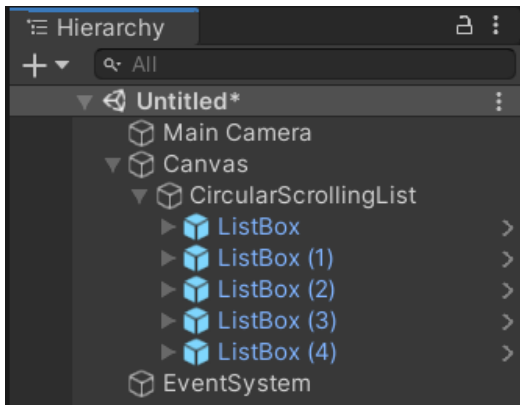 Hierarchy
All
Untitled*
Main Camera
Canvas
CircularScrollingList
ListBox
ListBox (1)
ListBox (2)
ListBox (3)
ListBox (4)
EventSystem